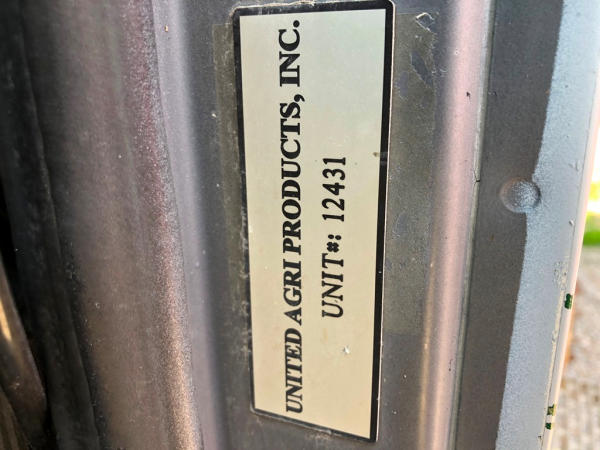 UNITED AGRI PRODUCTS, INC.
UNIT#: 12431